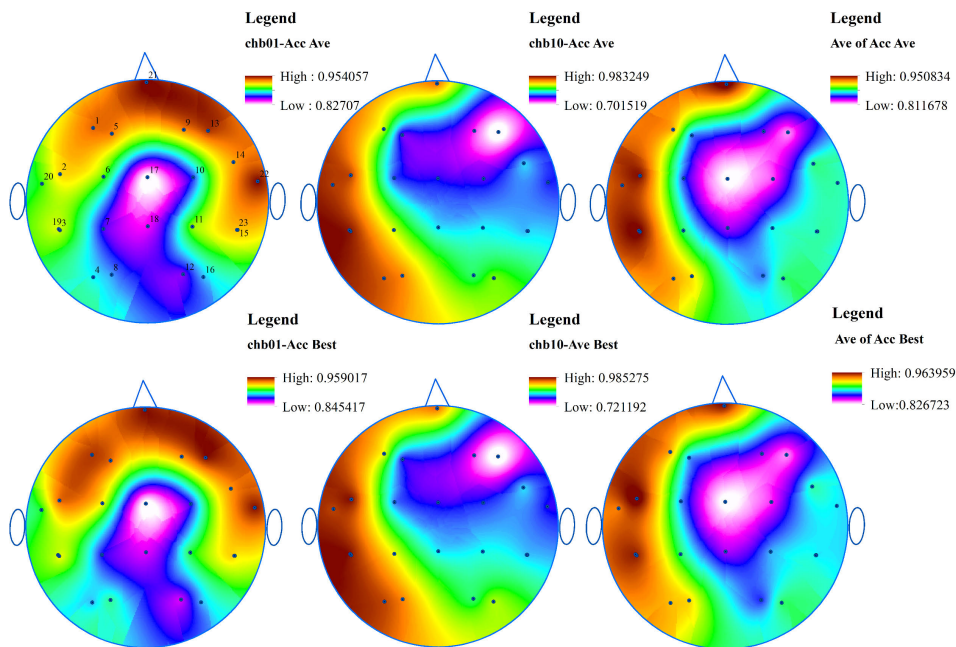 Legend
chb01-Acc Ave
High : 0.954057
Low : 0.82707
Legend
chb10-Acc Ave
High: 0.983249
Low: 0.701519
Legend
Ave of Acc Ave
High: 0.950834
Low: 0.811678
21
1
5
9
13
14
2
20
6
17
10
22
193
7
18
11
23
15
4
8
12
16
Legend
chb01-Acc Best
High: 0.959017
Low: 0.845417
Legend
chb10-Ave Best
High: 0.985275
Low: 0.721192
Legend
Ave of Acc Best
High: 0.963959
Low:0.826723